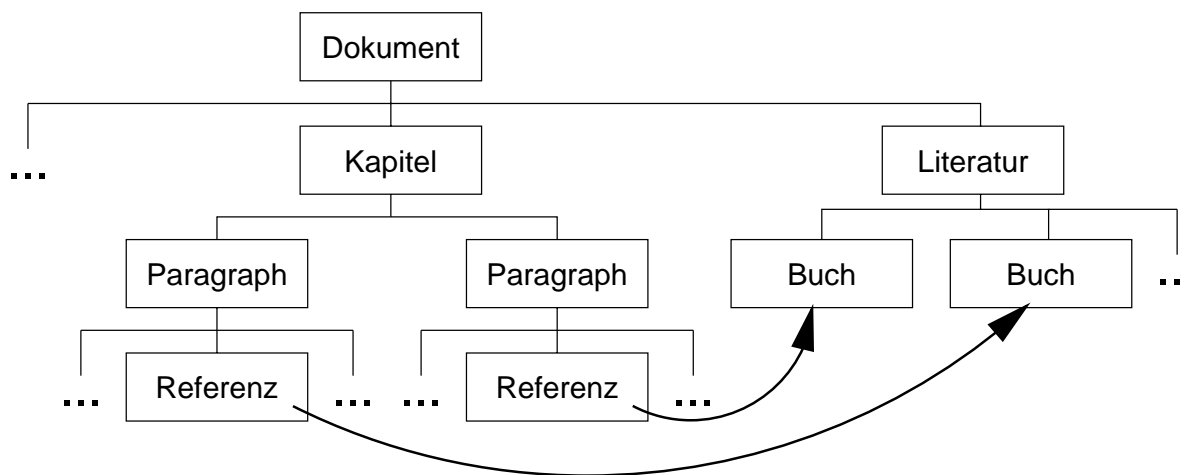 Dokument
... Kapitel Literatur
Paragraph Paragraph Buch Buch ..
... Referenz ... ... Referenz ...